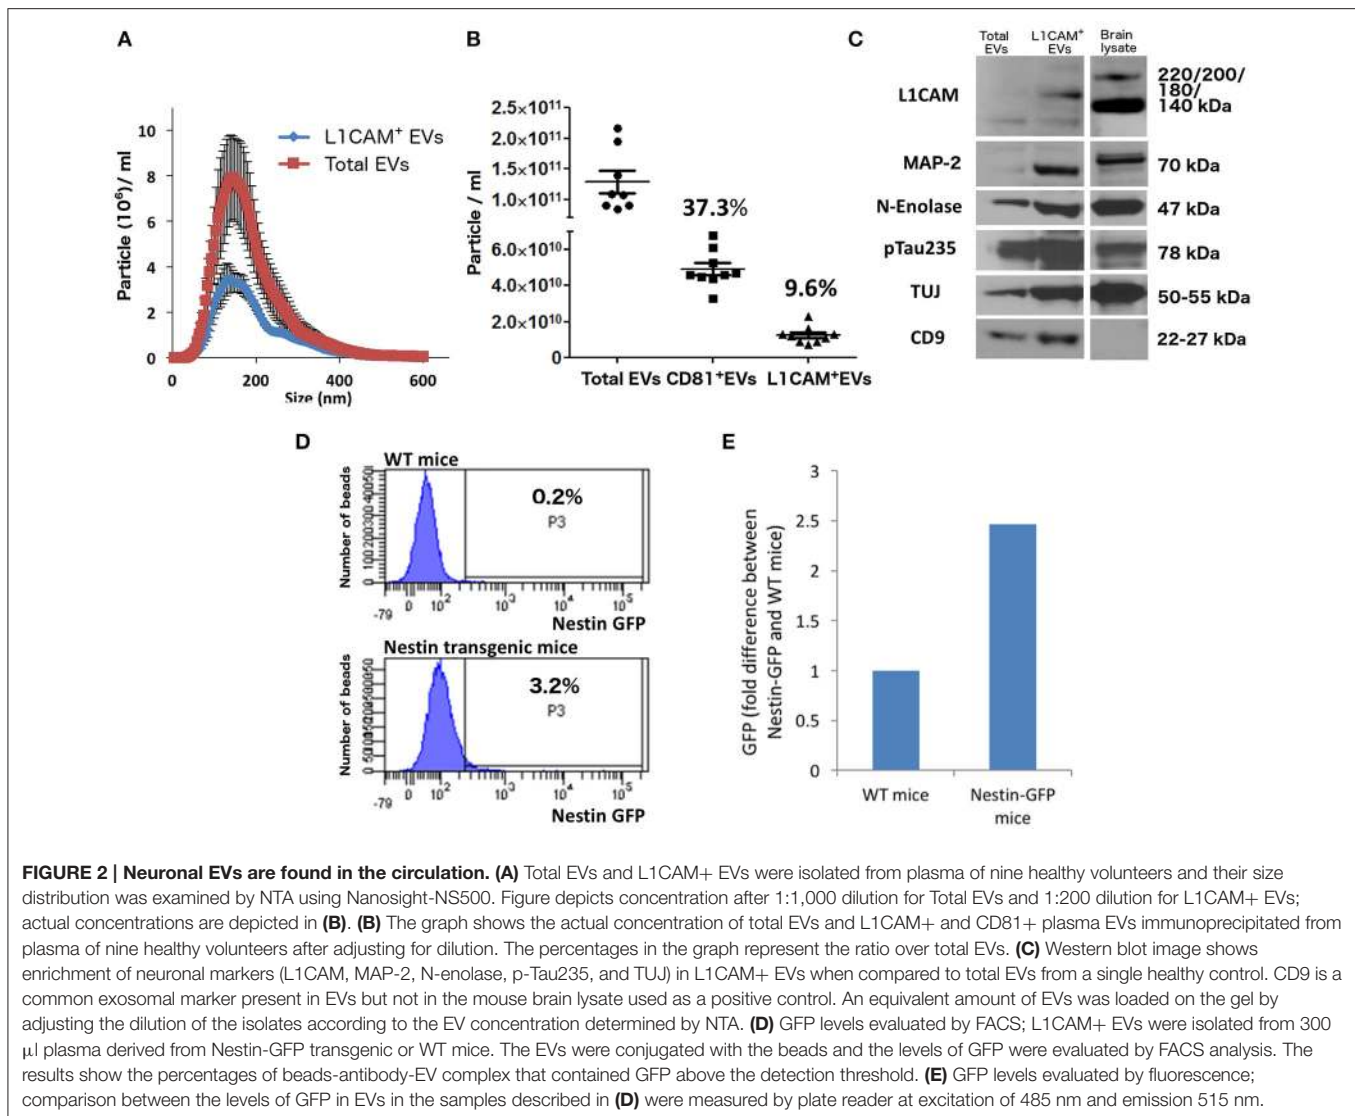 A
B
C
D
E
10
8
6
4
2
0
Particle (10⁶)/ ml
0 200 400 600
Size (nm)
L1CAM⁺ EVs
Total EVs
2.5×10¹¹
2.0×10¹¹
1.5×10¹¹
1.0×10¹¹
6.0×10¹⁰
4.0×10¹⁰
2.0×10¹⁰
0
Particle / ml
37.3%
9.6%
Total EVs CD81⁺EVs L1CAM⁺EVs
Total
EVs
L1CAM⁺
EVs
Brain
lysate
L1CAM
220/200/
180/
140 kDa
MAP-2
70 kDa
N-Enolase
47 kDa
pTau235
78 kDa
TUJ
50-55 kDa
CD9
22-27 kDa
WT mice
Number of beads
0.2%
P3
-79 0 10² 10³ 10⁴ 10⁵
Nestin GFP
Nestin transgenic mice
Number of beads
3.2%
P3
-79 0 10² 10³ 10⁴ 10⁵
Nestin GFP
GFP (fold difference between
Nestin-GFP and WT mice)
3
2.5
2
1.5
1
0.5
0
WT mice
Nestin-GFP
mice
FIGURE 2 | Neuronal EVs are found in the circulation. (A) Total EVs and L1CAM+ EVs were isolated from plasma of nine healthy volunteers and their size
distribution was examined by NTA using Nanosight-NS500. Figure depicts concentration after 1:1,000 dilution for Total EVs and 1:200 dilution for L1CAM+ EVs;
actual concentrations are depicted in (B). (B) The graph shows the actual concentration of total EVs and L1CAM+ and CD81+ plasma EVs immunoprecipitated from
plasma of nine healthy volunteers after adjusting for dilution. The percentages in the graph represent the ratio over total EVs. (C) Western blot image shows
enrichment of neuronal markers (L1CAM, MAP-2, N-enolase, p-Tau235, and TUJ) in L1CAM+ EVs when compared to total EVs from a single healthy control. CD9 is a
common exosomal marker present in EVs but not in the mouse brain lysate used as a positive control. An equivalent amount of EVs was loaded on the gel by
adjusting the dilution of the isolates according to the EV concentration determined by NTA. (D) GFP levels evaluated by FACS; L1CAM+ EVs were isolated from 300
μl plasma derived from Nestin-GFP transgenic or WT mice. The EVs were conjugated with the beads and the levels of GFP were evaluated by FACS analysis. The
results show the percentages of beads-antibody-EV complex that contained GFP above the detection threshold. (E) GFP levels evaluated by fluorescence;
comparison between the levels of GFP in EVs in the samples described in (D) were measured by plate reader at excitation of 485 nm and emission 515 nm.